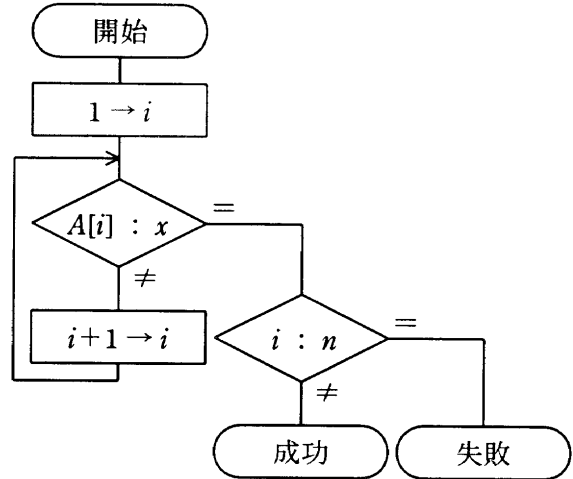 開始
1 → i
A[i] : x
=
≠
i+1 → i
i : n
=
≠
成功
失敗